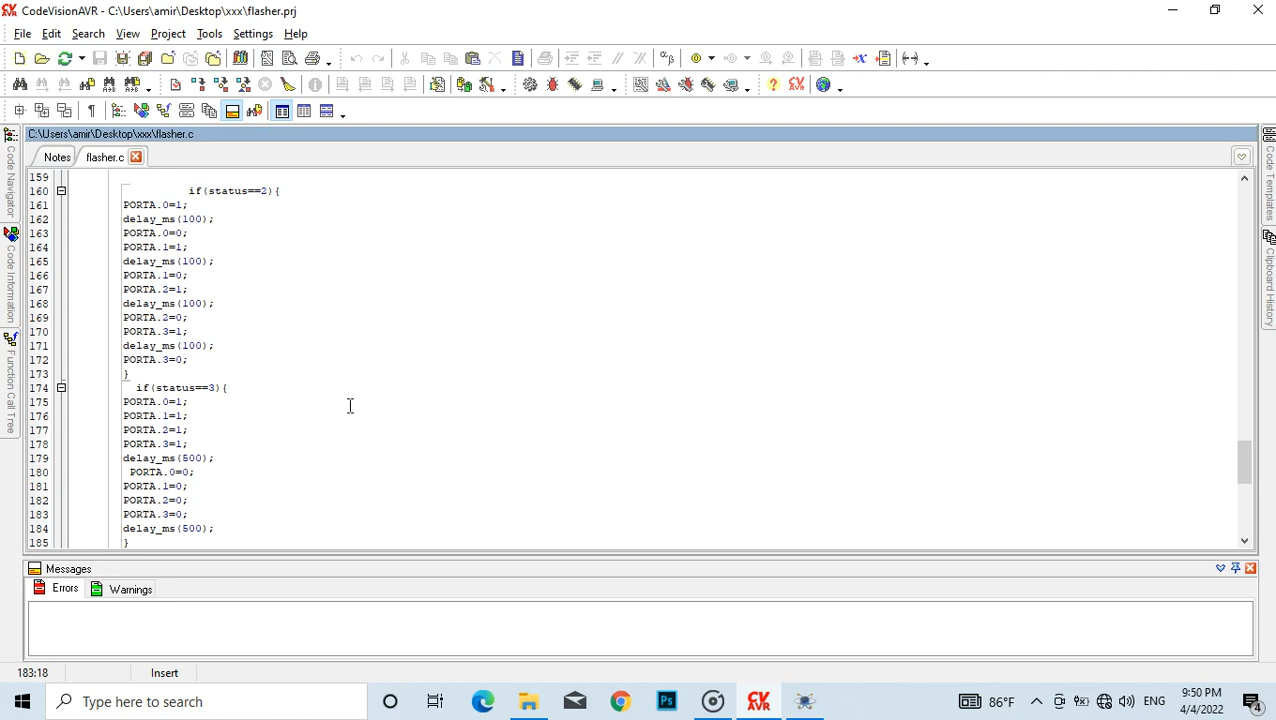 CodeVisionAVR - C:\Users\amir\Desktop\xxx\flasher.prj
File Edit Search View Project Tools Settings Help
C:\Users\amir\Desktop\xxx\flasher.c
Notes flasher.c
159
160 if(status==2){
161 PORTA.0=1;
162 delay_ms(100);
163 PORTA.0=0;
164 PORTA.1=1;
165 delay_ms(100);
166 PORTA.1=0;
167 PORTA.2=1;
168 delay_ms(100);
169 PORTA.2=0;
170 PORTA.3=1;
171 delay_ms(100);
172 PORTA.3=0;
173 }
174 if(status==3){
175 PORTA.0=1;
176 PORTA.1=1;
177 PORTA.2=1;
178 PORTA.3=1;
179 delay_ms(500);
180 PORTA.0=0;
181 PORTA.1=0;
182 PORTA.2=0;
183 PORTA.3=0;
184 delay_ms(500);
185 }
Code Navigator
Code Information
Function Call Tree
Code Templates
Clipboard History
Messages
Errors Warnings
183:18 Insert
Type here to search
CV
AVR
Ps
86°F
ENG
9:50 PM
4/4/2022
4